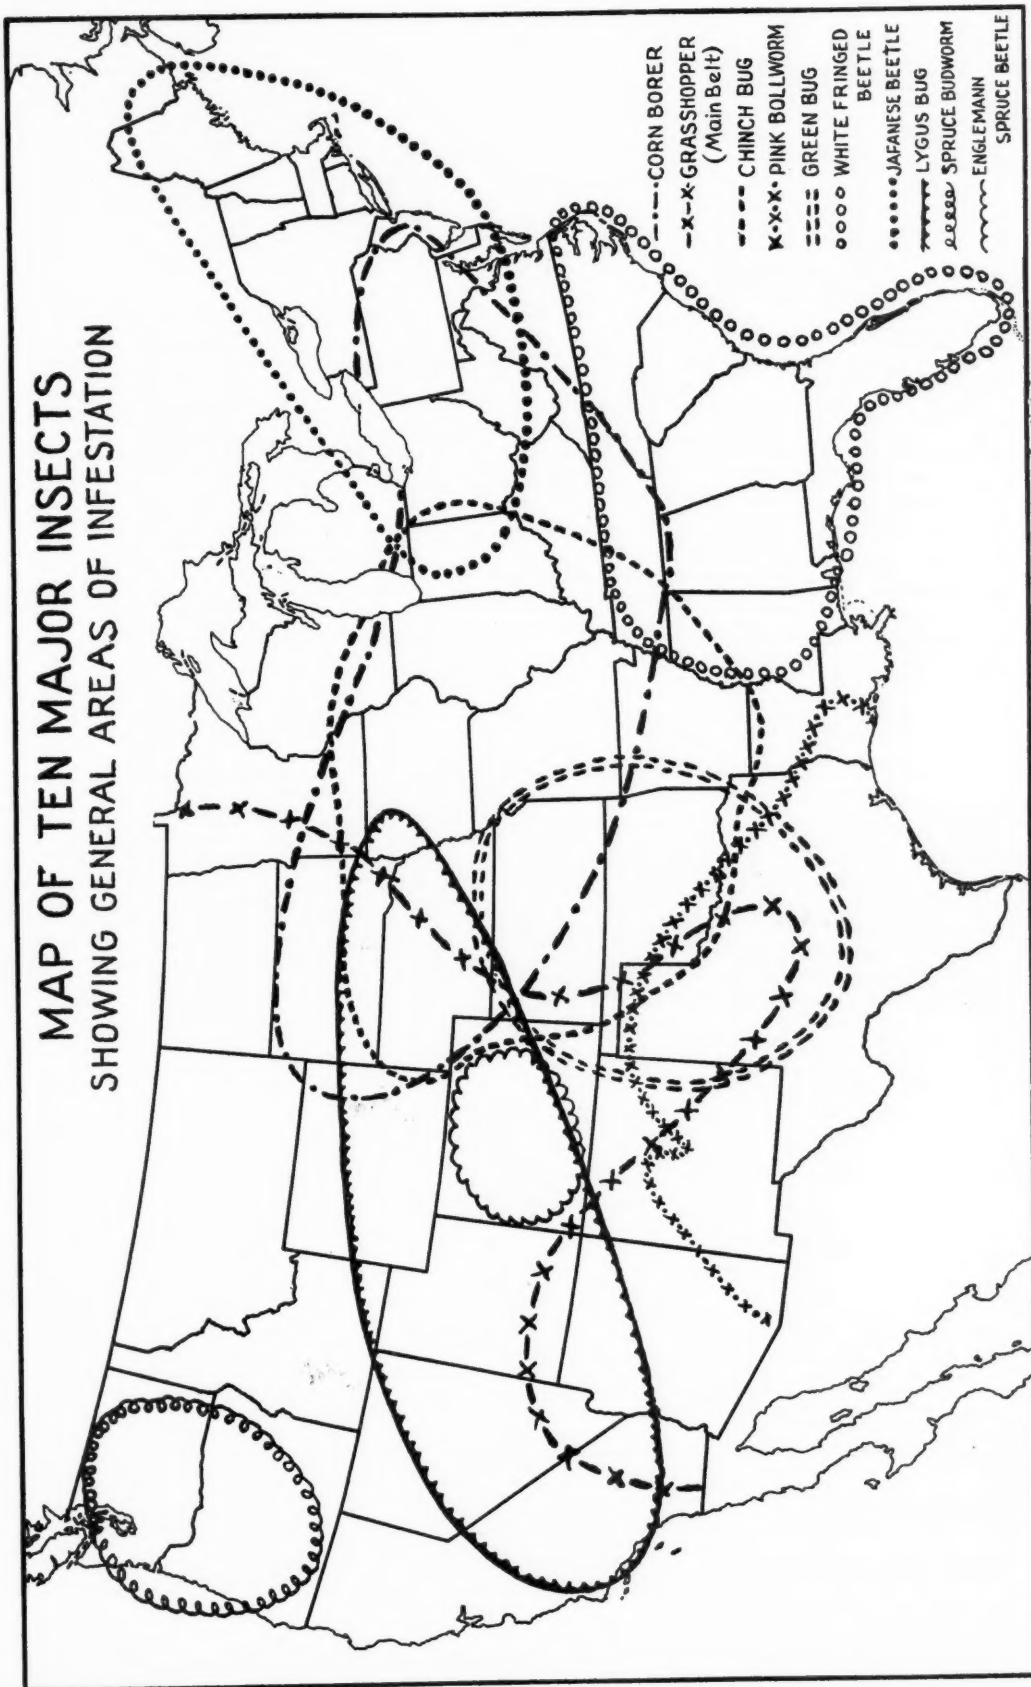 MAP OF TEN MAJOR INSECTS
SHOWING GENERAL AREAS OF INFESTATION
CORN BORER
GRASSHOPPER
(Main Belt)
CHINCH BUG
PINK BOLLWORM
GREEN BUG
WHITE FRINGED
BEETLE
JAPANESE BEETLE
LYGUS BUG
SPRUCE BUDWORM
ENGLEMANN
SPRUCE BEETLE